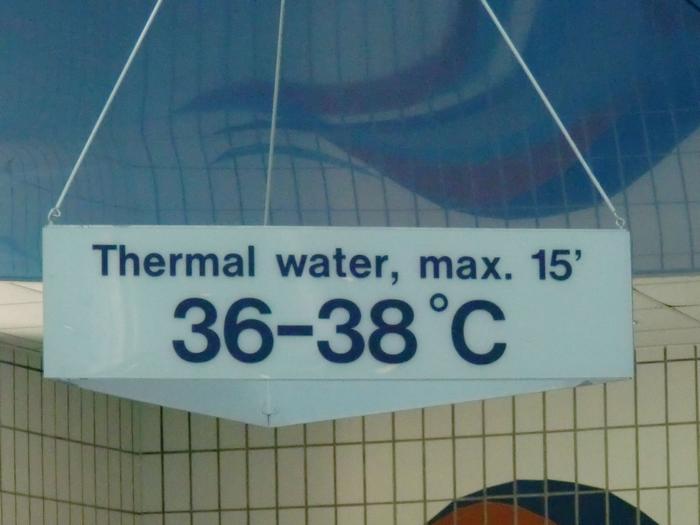 Thermal water, max. 15’
36-38°C